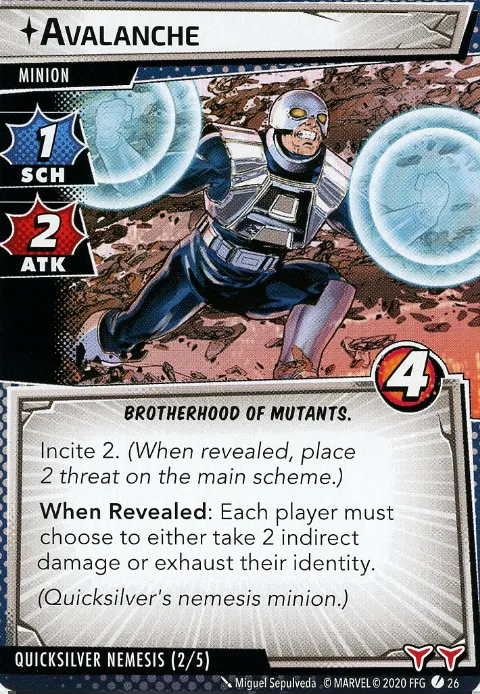 AVALANCHE
MINION
1
SCH
2
ATK
4
BROTHERHOOD OF MUTANTS.
Incite 2. (When revealed, place
2 threat on the main scheme.)
When Revealed: Each player must
choose to either take 2 indirect
damage or exhaust their identity.
(Quicksilver's nemesis minion.)
QUICKSILVER NEMESIS (2/5)
Miguel Sepulveda © MARVEL © 2020 FFG 26